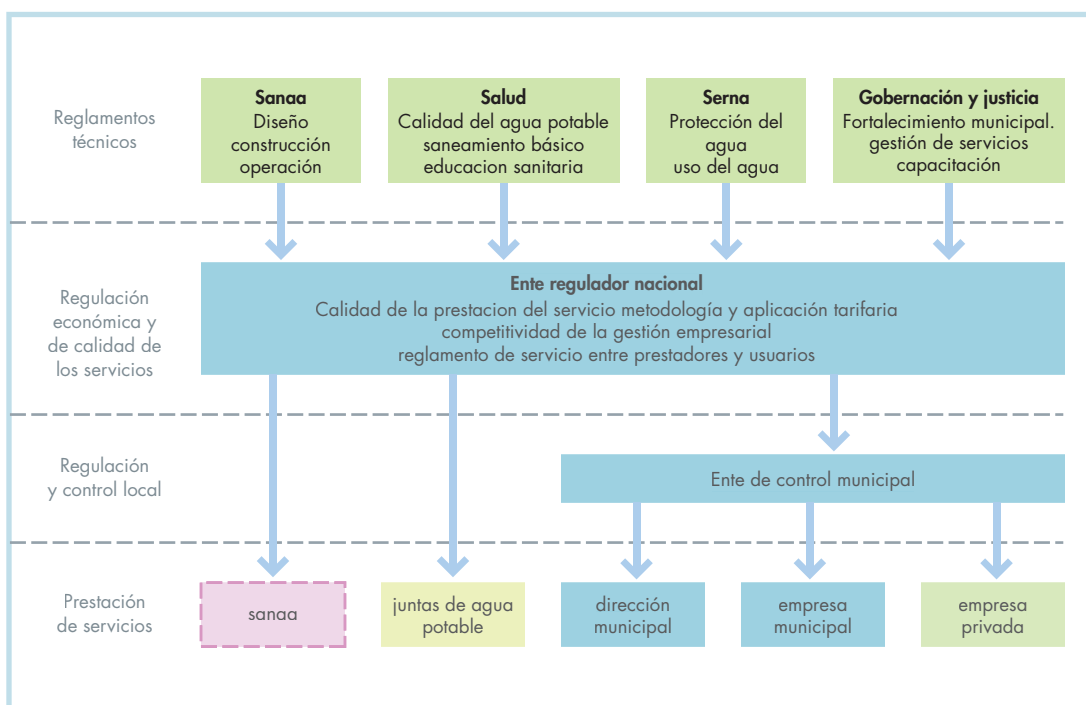 Reglamentos
técnicos
Sanaa
Diseño
construcción
operación
Salud
Calidad del agua potable
saneamiento básico
educacion sanitaria
Serna
Protección del
agua
uso del agua
Gobernación y justicia
Fortalecimiento municipal.
gestión de servicios
capacitación
Regulación
económica y
de calidad de
los servicios
Ente regulador nacional
Calidad de la prestacion del servicio metodología y aplicación tarifaria
competitividad de la gestión empresarial
reglamento de servicio entre prestadores y usuarios
Regulación
y control local
Ente de control municipal
Prestación
de servicios
sanaa
juntas de agua
potable
dirección
municipal
empresa
municipal
empresa
privada